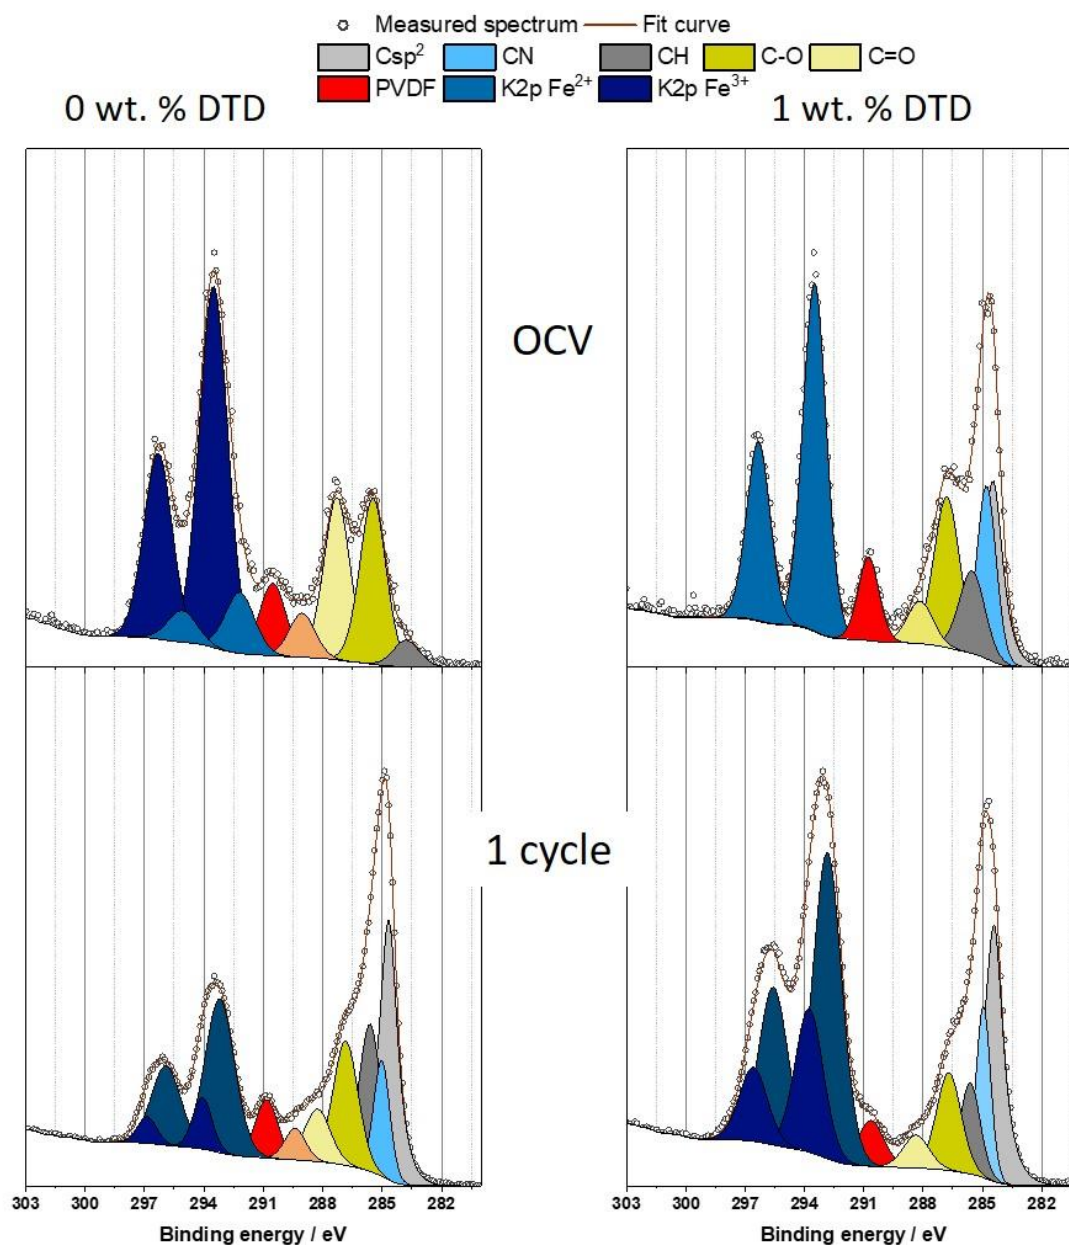 Measured spectrum Fit curve
Csp² CN CH C-O C=O
PVDF K2p Fe²⁺ K2p Fe³⁺
0 wt. % DTD 1 wt. % DTD
OCV
1 cycle
303 300 297 294 291 288 285 282 303 300 297 294 291 288 285 282
Binding energy / eV Binding energy / eV